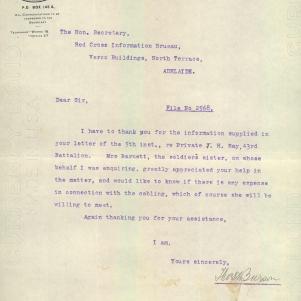 P.O. BOX 162 A.
The Hon. Secretary,
Red Cross Information Bureau,
Verco Buildings, North Terrace,
ADELAIDE.
Dear Sir,
File No 2568.
I have to thank you for the information supplied in
your letter of the 5th inst., re Private J. H. May, 43rd
Battalion. Mrs Barnett, the soldiers sister, on whose
behalf I was enquiring, greatly appreciated your help in
the matter, and would like to know if there is any expense
in connection with the cabling, which of course she will be
willing to meet.
Again thanking you for your assistance,
I am,
Yours sincerely,